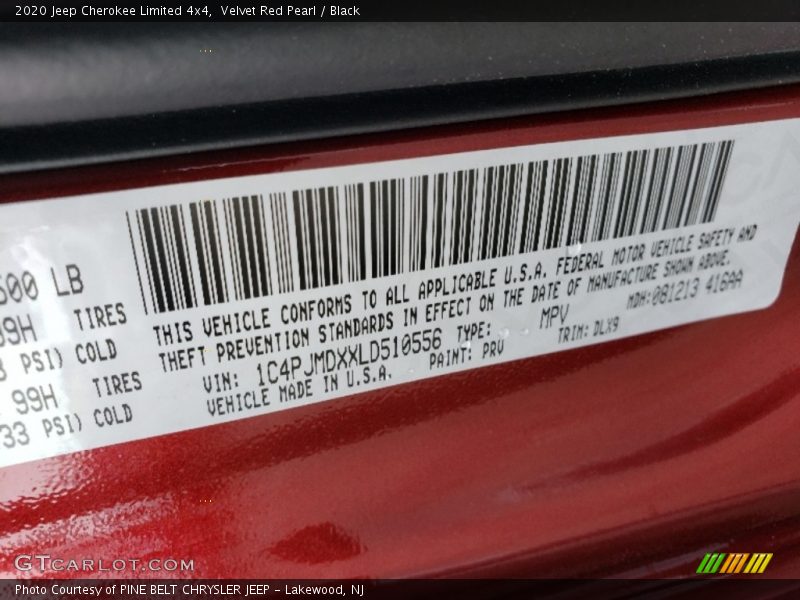 2020 Jeep Cherokee Limited 4x4,  Velvet Red Pearl / Black
500 LB
99H TIRES
PSI) COLD
99H TIRES
33 PSI) COLD
THIS VEHICLE CONFORMS TO ALL APPLICABLE U.S.A. FEDERAL MOTOR VEHICLE SAFETY AND
THEFT PREVENTION STANDARDS IN EFFECT ON THE DATE OF MANUFACTURE SHOWN ABOVE.
VIN: 1C4PJMDXXLD510556 TYPE: MPV MDH:081213 416AA
VEHICLE MADE IN U.S.A. PAINT: PRV TRIM: DLX9
GTCARLOT.COM
Photo Courtesy of PINE BELT CHRYSLER JEEP - Lakewood, NJ